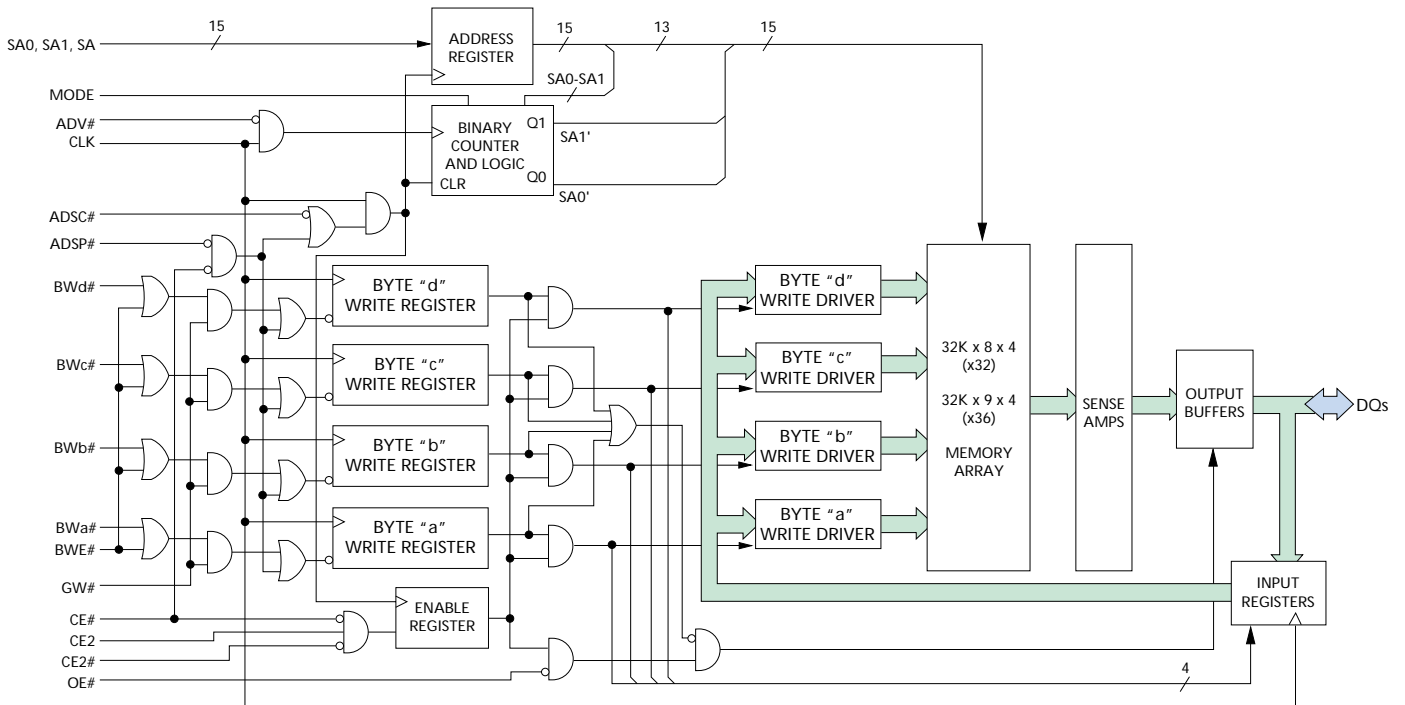 SA0, SA1, SA
15
ADDRESS
REGISTER
15
13
15
SA0-SA1
MODE
ADV#
CLK
BINARY
COUNTER
AND LOGIC
CLR
Q1
Q0
SA1'
SA0'
ADSC#
ADSP#
BWd#
BYTE “d”
WRITE REGISTER
BYTE “d”
WRITE DRIVER
BWc#
BYTE “c”
WRITE REGISTER
BYTE “c”
WRITE DRIVER
BWb#
BYTE “b”
WRITE REGISTER
BYTE “b”
WRITE DRIVER
BWa#
BWE#
BYTE “a”
WRITE REGISTER
BYTE “a”
WRITE DRIVER
32K x 8 x 4
(x32)
32K x 9 x 4
(x36)
MEMORY
ARRAY
SENSE
AMPS
OUTPUT
BUFFERS
DQs
GW#
CE#
CE2
CE2#
OE#
ENABLE
REGISTER
INPUT
REGISTERS
4